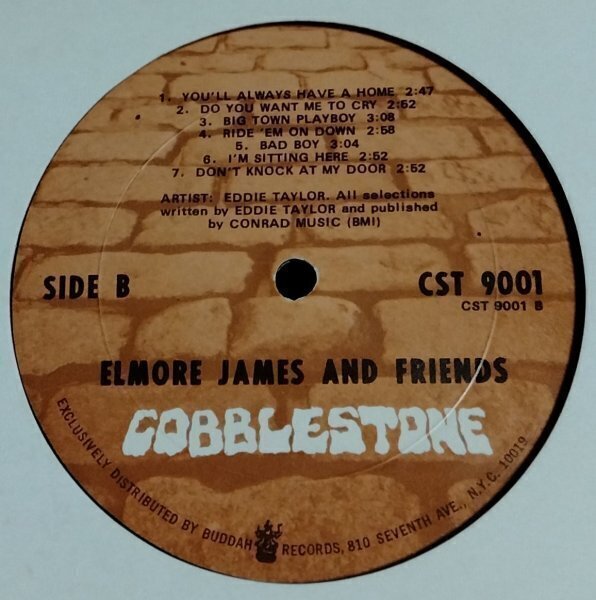 1. YOU'LL ALWAYS HAVE A HOME 2:47
2. DO YOU WANT ME TO CRY 2:52
3. BIG TOWN PLAYBOY 3:08
4. RIDE 'EM ON DOWN 2:58
5. BAD BOY 3:04
6. I'M SITTING HERE 2:52
7. DON'T KNOCK AT MY DOOR 2:52
ARTIST: EDDIE TAYLOR. All selections
written by EDDIE TAYLOR and published
by CONRAD MUSIC (BMI)
SIDE B
CST 9001
CST 9001 B
ELMORE JAMES AND FRIENDS
COBBLESTONE
EXCLUSIVELY DISTRIBUTED BY BUDDAH RECORDS, 810 SEVENTH AVE., N.Y.C. 10019